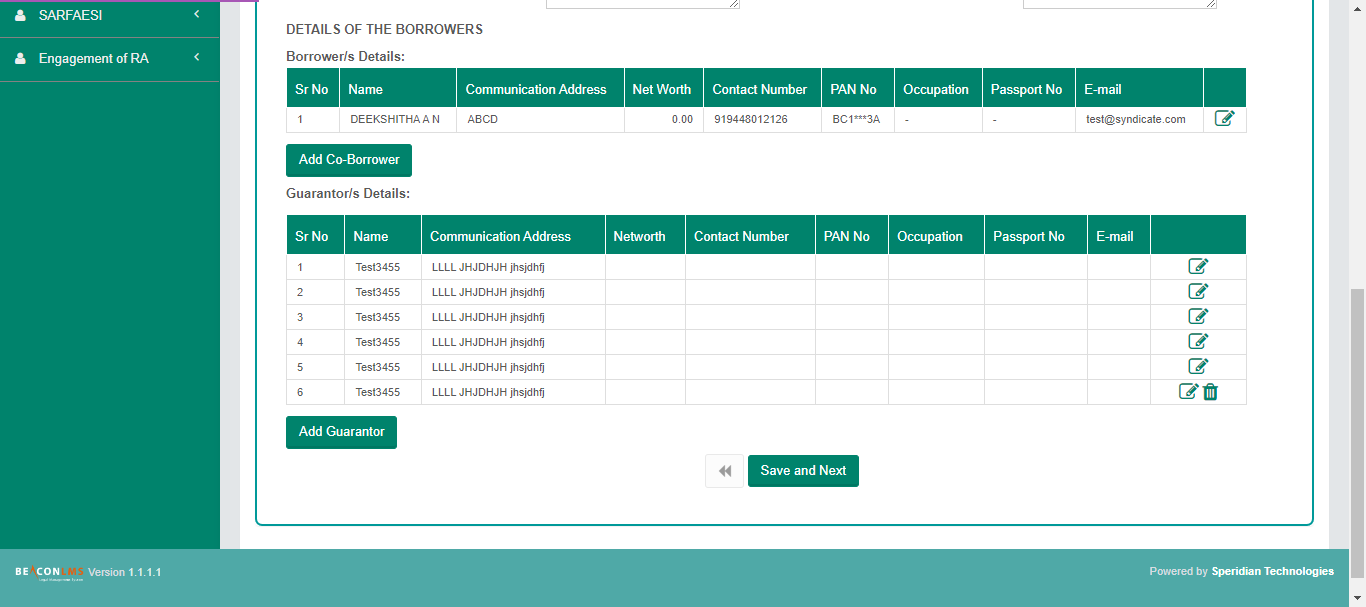 SARFAESI
Engagement of RA
DETAILS OF THE BORROWERS
Borrower/s Details:
Sr No Name Communication Address Net Worth Contact Number PAN No Occupation Passport No E-mail
1 DEEKSHITHA A N ABCD 0.00 919448012126 BC1***3A - - test@syndicate.com
Add Co-Borrower
Guarantor/s Details:
Sr No Name Communication Address Networth Contact Number PAN No Occupation Passport No E-mail
1 Test3455 LLLL JHJDHJH jhsjdhfj
2 Test3455 LLLL JHJDHJH jhsjdhfj
3 Test3455 LLLL JHJDHJH jhsjdhfj
4 Test3455 LLLL JHJDHJH jhsjdhfj
5 Test3455 LLLL JHJDHJH jhsjdhfj
6 Test3455 LLLL JHJDHJH jhsjdhfj
Add Guarantor
Save and Next
BEACONLMS Version 1.1.1.1
Powered by Speridian Technologies